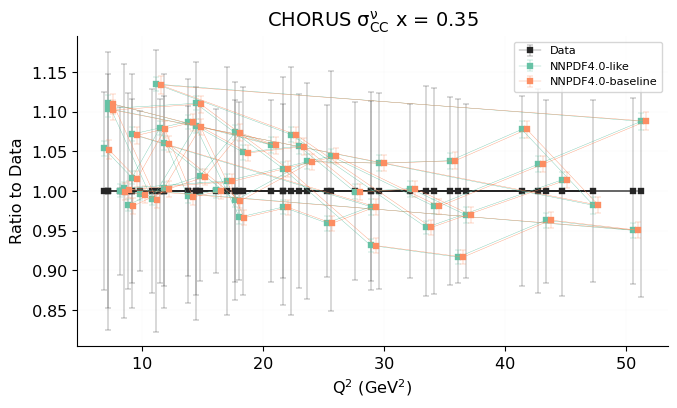 CHORUS σ^ν_CC x = 0.35
Data
NNPDF4.0-like
NNPDF4.0-baseline
Ratio to Data
1.15
1.10
1.05
1.00
0.95
0.90
0.85
10 20 30 40 50
Q² (GeV²)